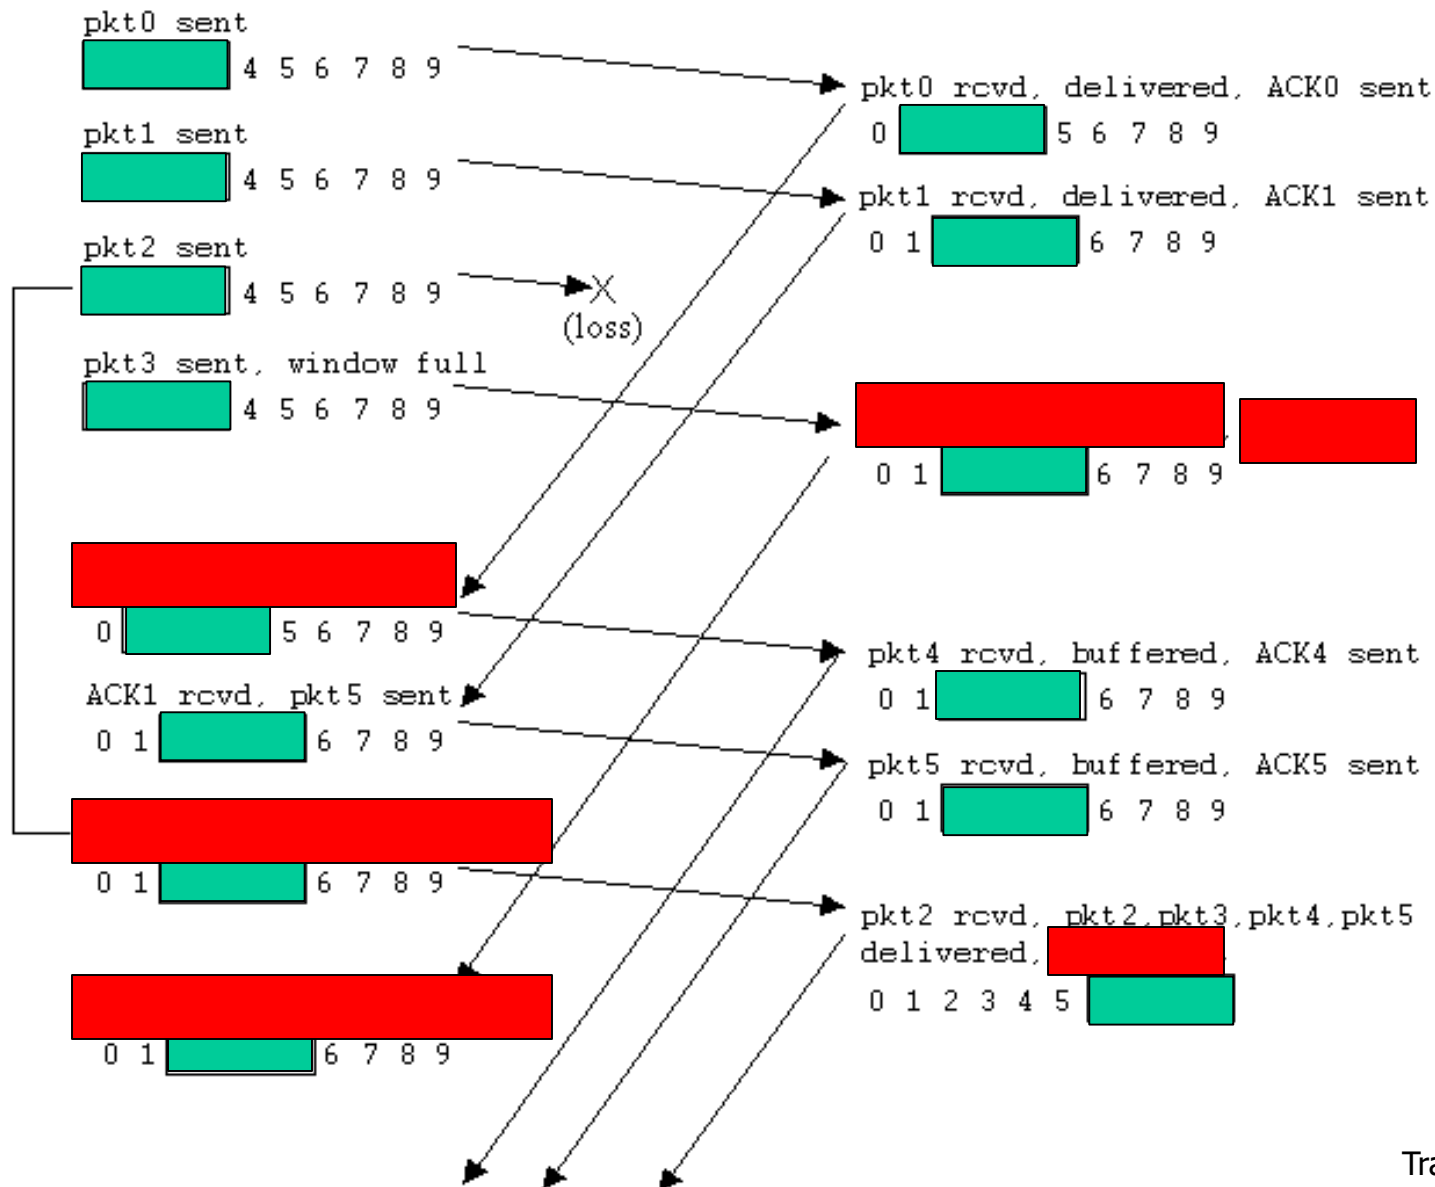 pkt0 sent
4 5 6 7 8 9
pkt1 sent
4 5 6 7 8 9
pkt2 sent
4 5 6 7 8 9
(loss)
pkt3 sent, window full
4 5 6 7 8 9
0 5 6 7 8 9
ACK1 rcvd, pkt5 sent
0 1 6 7 8 9
0 1 6 7 8 9
0 1 6 7 8 9
pkt0 rcvd, delivered, ACK0 sent
0 5 6 7 8 9
pkt1 rcvd, delivered, ACK1 sent
0 1 6 7 8 9
0 1 6 7 8 9
pkt4 rcvd, buffered, ACK4 sent
0 1 6 7 8 9
pkt5 rcvd, buffered, ACK5 sent
0 1 6 7 8 9
pkt2 rcvd, pkt2,pkt3,pkt4,pkt5
delivered,
0 1 2 3 4 5